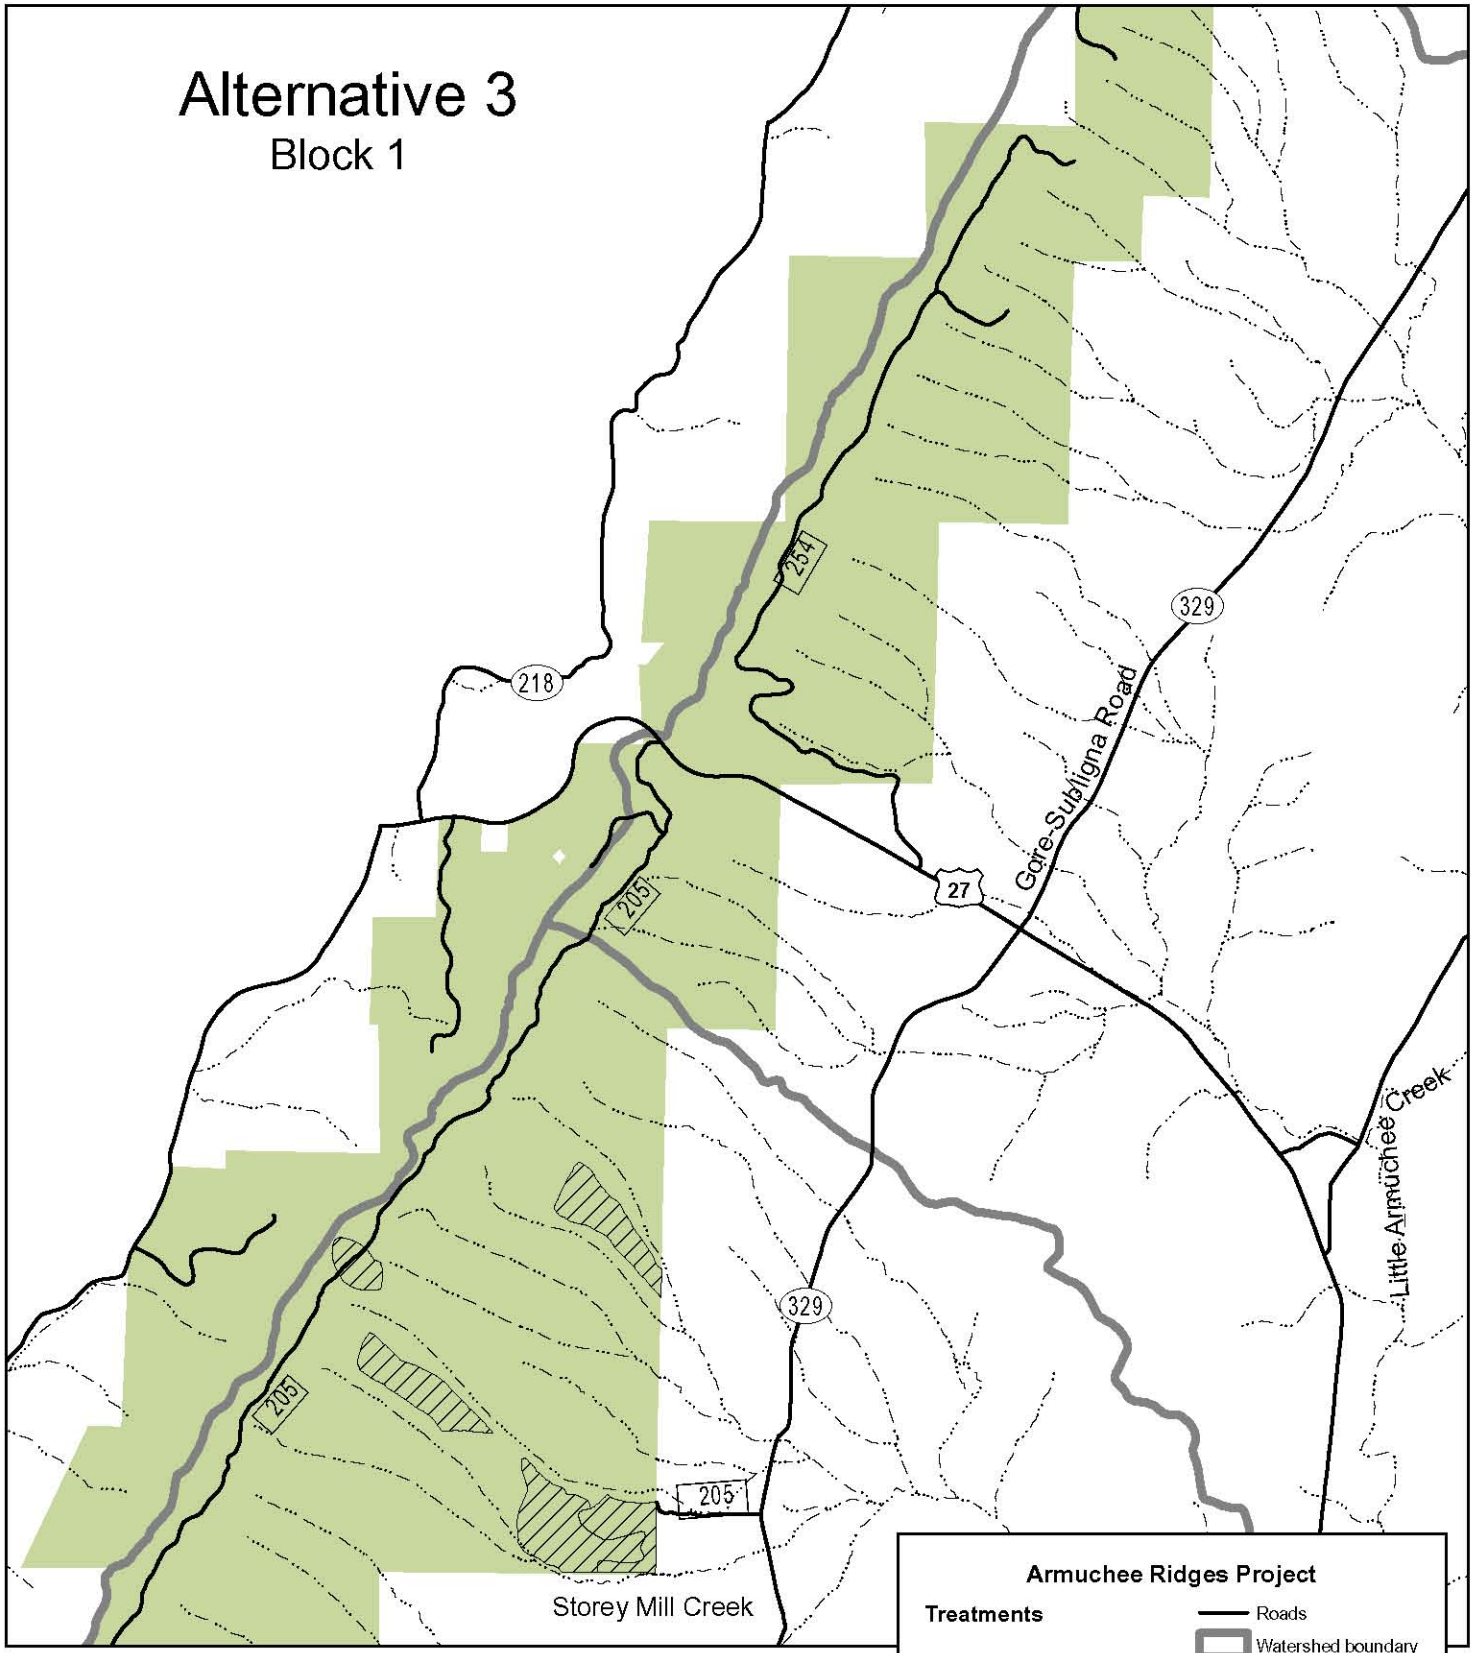 Alternative 3
Block 1
254
329
218
Gore-Subligna Road
27
205
Little Armuchee Creek
329
205
205
Storey Mill Creek
Armuchee Ridges Project
Treatments
Roads
Watershed boundary